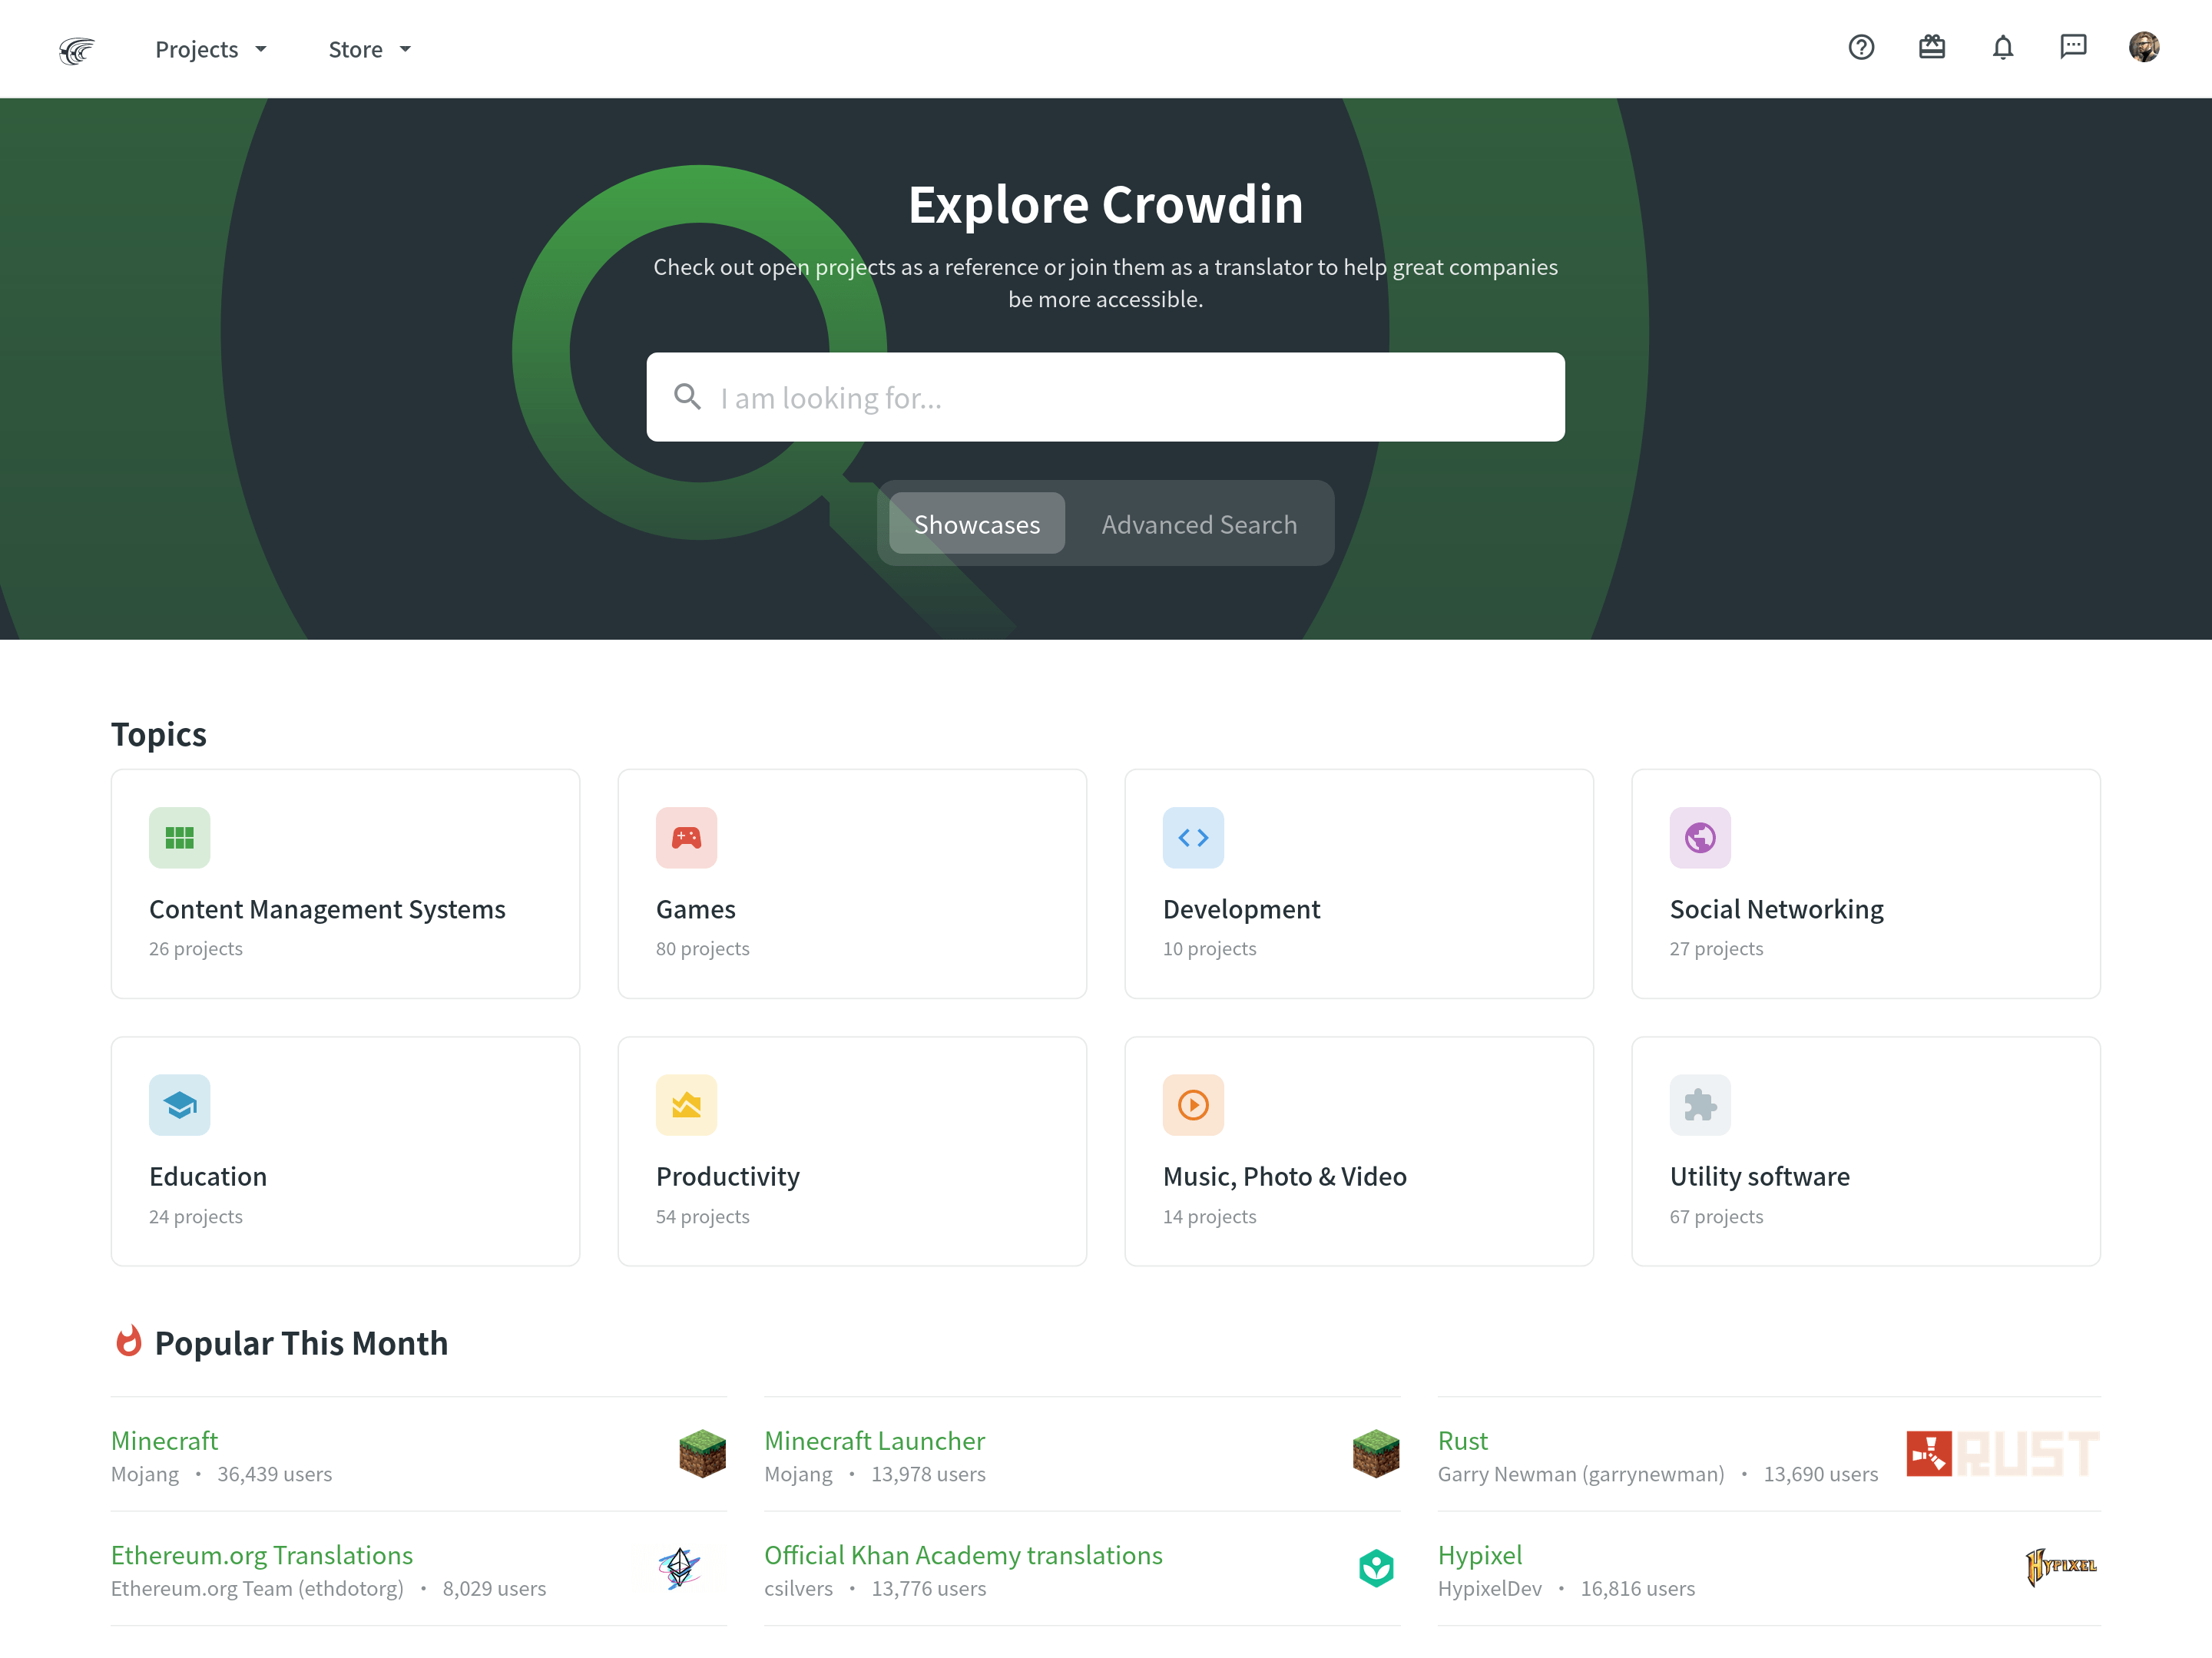 Projects
Store
Explore Crowdin
Check out open projects as a reference or join them as a translator to help great companies
be more accessible.
I am looking for...
Showcases
Advanced Search
Topics
Content Management Systems
26 projects
Games
80 projects
Development
10 projects
Social Networking
27 projects
Education
24 projects
Productivity
54 projects
Music, Photo & Video
14 projects
Utility software
67 projects
Popular This Month
Minecraft
Mojang • 36,439 users
Minecraft Launcher
Mojang • 13,978 users
Rust
Garry Newman (garrynewman) • 13,690 users
RUST
Ethereum.org Translations
Ethereum.org Team (ethdotorg) • 8,029 users
Official Khan Academy translations
csilvers • 13,776 users
Hypixel
HypixelDev • 16,816 users
HYPIXEL